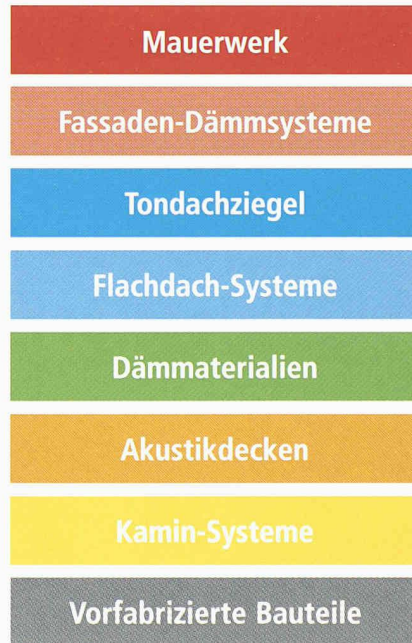 Mauerwerk
Fassaden-Dämmsysteme
Tondachziegel
Flachdach-Systeme
Dämmaterialien
Akustikdecken
Kamin-Systeme
Vorfabrizierte Bauteile